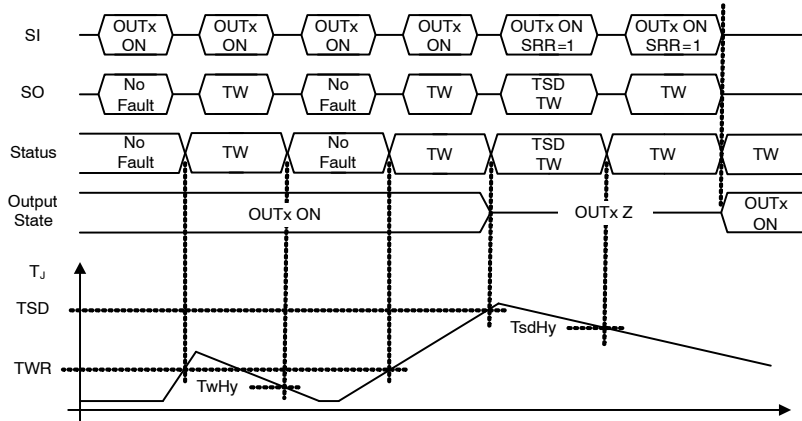 SI
OUTx
ON
OUTx
ON
OUTx
ON
OUTx
ON
OUTx ON
SRR=1
OUTx ON
SRR=1
SO
No
Fault
TW
No
Fault
TW
TSD
TW
TW
Status
No
Fault
TW
No
Fault
TW
TSD
TW
TW
TW
Output
State
OUTx ON
OUTx Z
OUTx
ON
TJ
TSD
TsdHy
TWR
TwHy